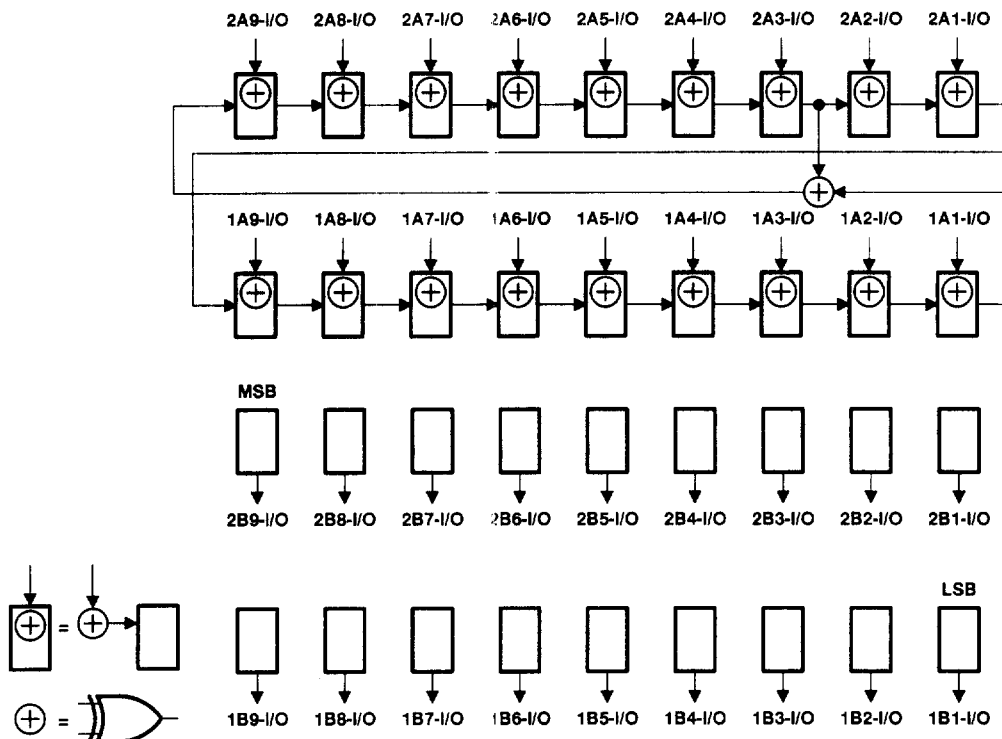 2A9-I/O 2A8-I/O 2A7-I/O 2A6-I/O 2A5-I/O 2A4-I/O 2A3-I/O 2A2-I/O 2A1-I/O
1A9-I/O 1A8-I/O 1A7-I/O 1A6-I/O 1A5-I/O 1A4-I/O 1A3-I/O 1A2-I/O 1A1-I/O
MSB
2B9-I/O 2B8-I/O 2B7-I/O 2B6-I/O 2B5-I/O 2B4-I/O 2B3-I/O 2B2-I/O 2B1-I/O
LSB
=
=
1B9-I/O 1B8-I/O 1B7-I/O 1B6-I/O 1B5-I/O 1B4-I/O 1B3-I/O 1B2-I/O 1B1-I/O